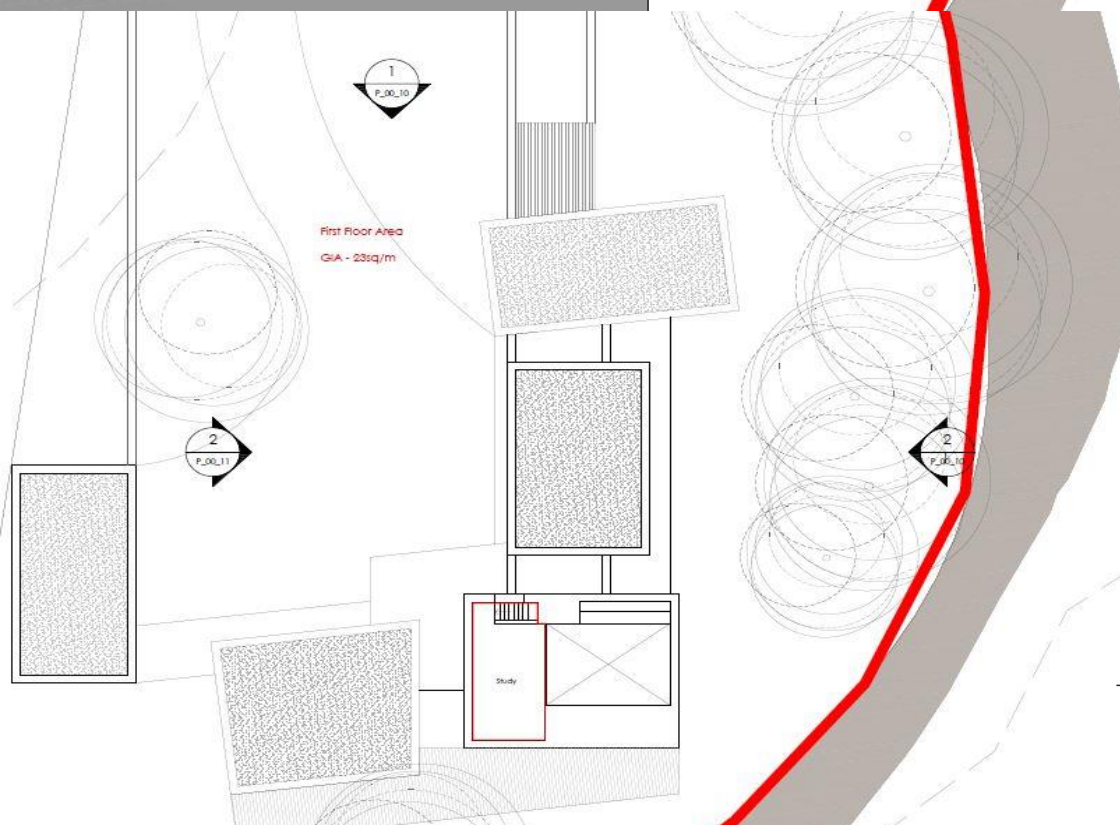 1
P_00_10
First Floor Area
GIA - 23sq/m
2
P_00_11
2
P_00_10
Study